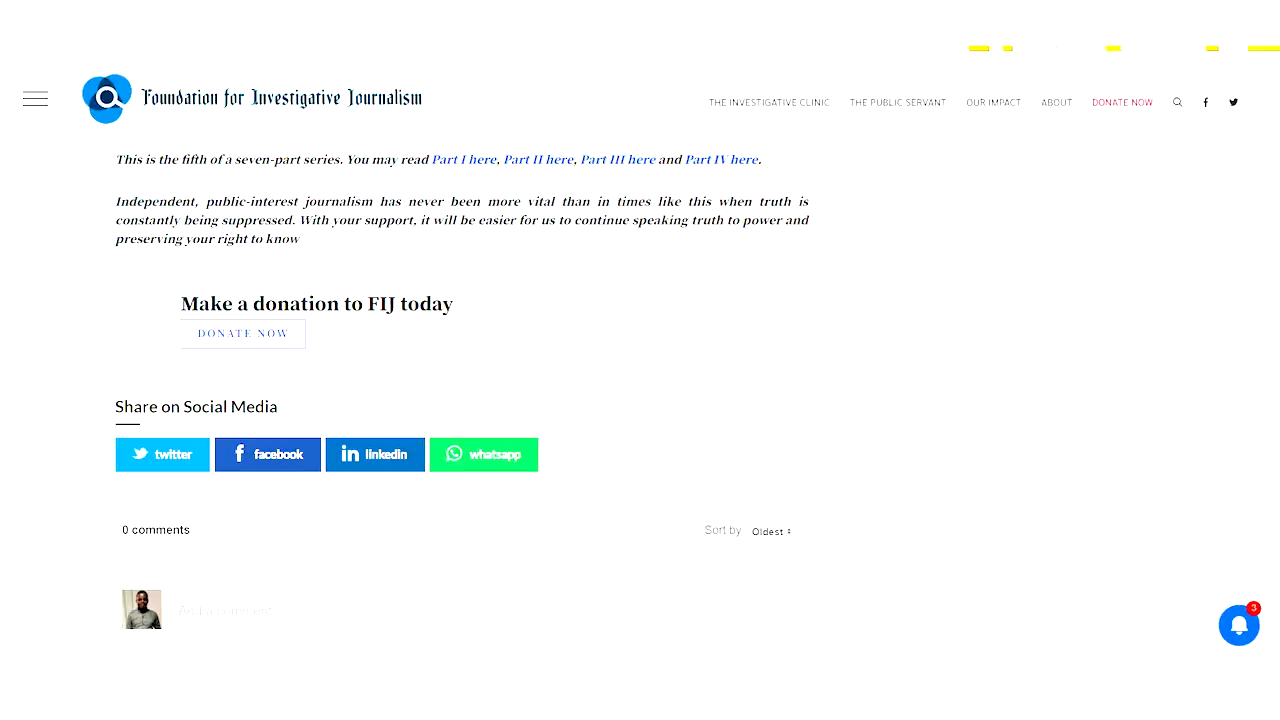 Foundation for Investigative Journalism
THE INVESTIGATIVE CLINIC THE PUBLIC SERVANT OUR IMPACT ABOUT DONATE NOW
This is the fifth of a seven-part series. You may read Part I here, Part II here, Part III here and Part IV here.
Independent, public-interest journalism has never been more vital than in times like this when truth is
constantly being suppressed. With your support, it will be easier for us to continue speaking truth to power and
preserving your right to know
Make a donation to FIJ today
DONATE NOW
Share on Social Media
twitter facebook linkedin whatsapp
0 comments Sort by Oldest
Add a comment
3